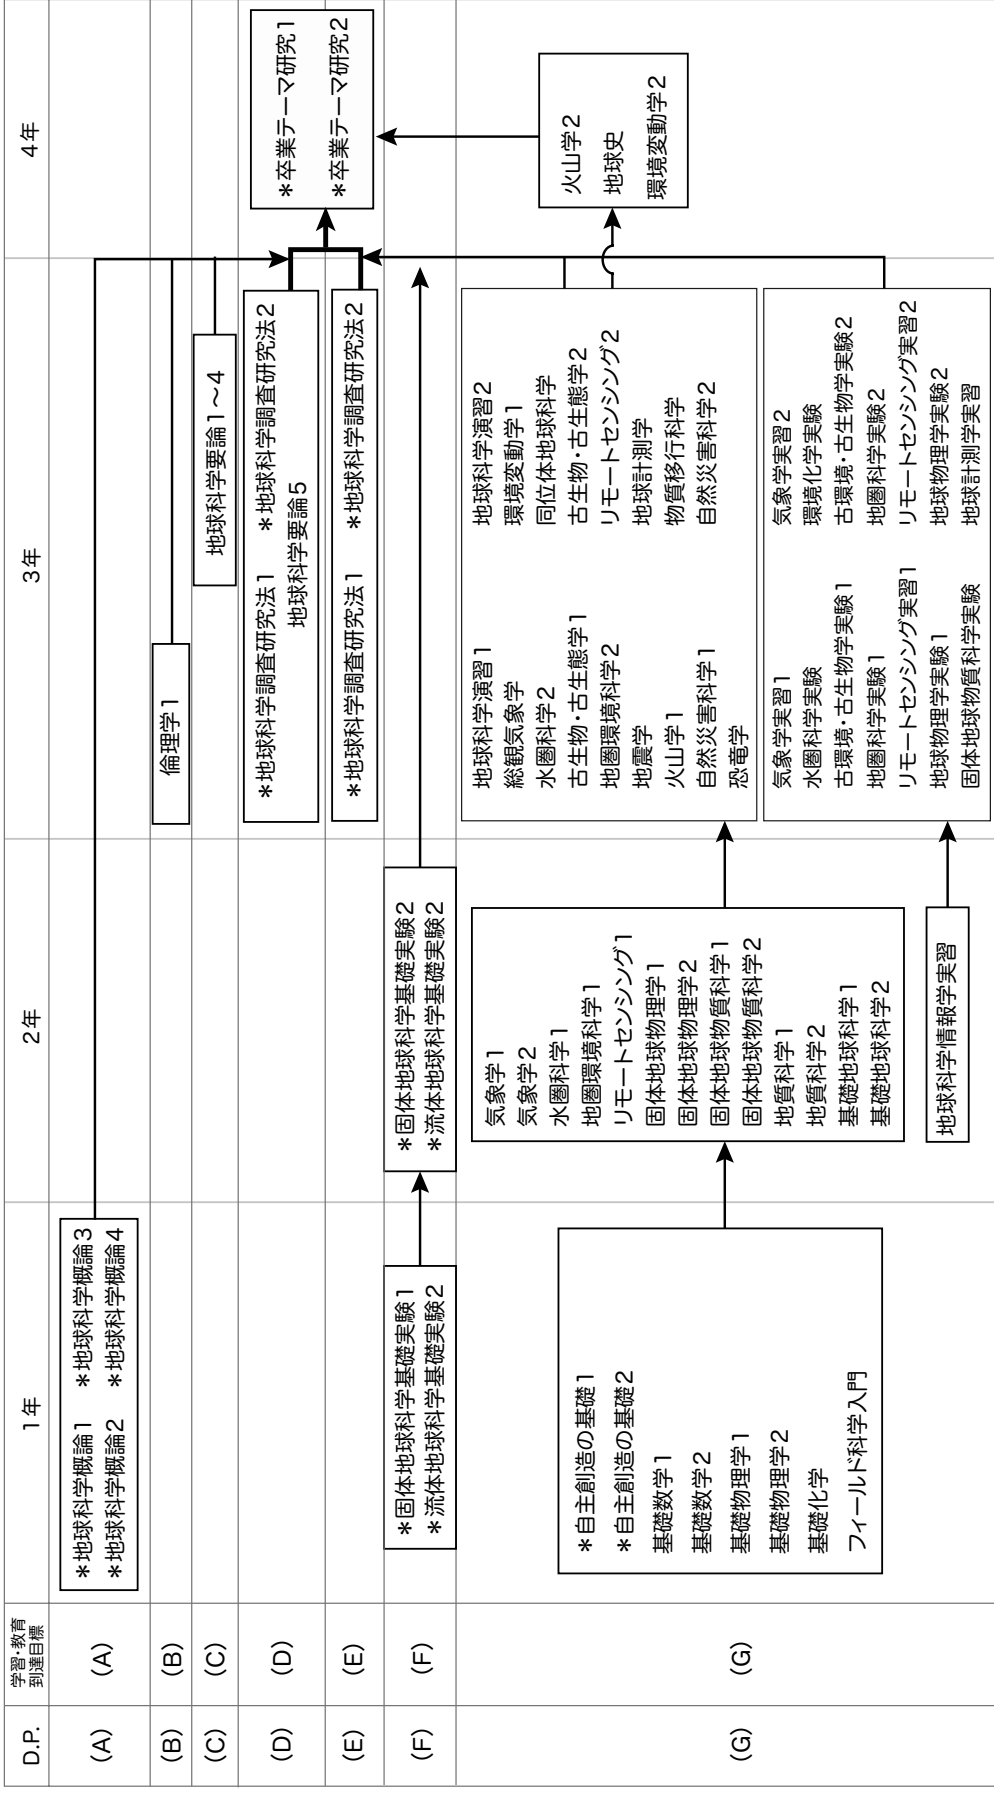 D.P.
学習・教育
到達目標
1年
2年
3年
4年
(A)
(A)
＊地球科学概論1
＊地球科学概論3
＊地球科学概論2
＊地球科学概論4
(B)
(B)
倫理学1
(C)
(C)
地球科学要論1～4
(D)
(D)
＊地球科学調査研究法1
＊地球科学調査研究法2
地球科学要論5
＊卒業テーマ研究1
＊卒業テーマ研究2
(E)
(E)
＊地球科学調査研究法1
＊地球科学調査研究法2
(F)
(F)
＊固体地球科学基礎実験1
＊流体地球科学基礎実験2
＊固体地球科学基礎実験2
＊流体地球科学基礎実験2
(G)
(G)
＊自主創造の基礎1
＊自主創造の基礎2
基礎数学1
基礎数学2
基礎物理学1
基礎物理学2
基礎化学
フィールド科学入門
気象学1
気象学2
水圏科学1
地圏環境科学1
リモートセンシング1
固体地球物理学1
固体地球物理学2
固体地球物質科学1
固体地球物質科学2
地質科学1
地質科学2
基礎地球科学1
基礎地球科学2
地球科学情報学実習
地球科学演習1
総観気象学
水圏科学2
古生物・古生態学1
地圏環境科学2
地震学
火山学1
自然災害科学1
恐竜学
地球科学演習2
環境変動学1
同位体地球科学
古生物・古生態学2
リモートセンシング2
地球計測学
物質移行科学
自然災害科学2
気象学実習1
水圏科学実験
古環境・古生物学実験1
地圏科学実験1
リモートセンシング実習1
地球物理学実験1
固体地球物質科学実験
気象学実習2
環境化学実験
古環境・古生物学実験2
地圏科学実験2
リモートセンシング実習2
地球物理学実験2
地球計測学実習
火山学2
地球史
環境変動学2